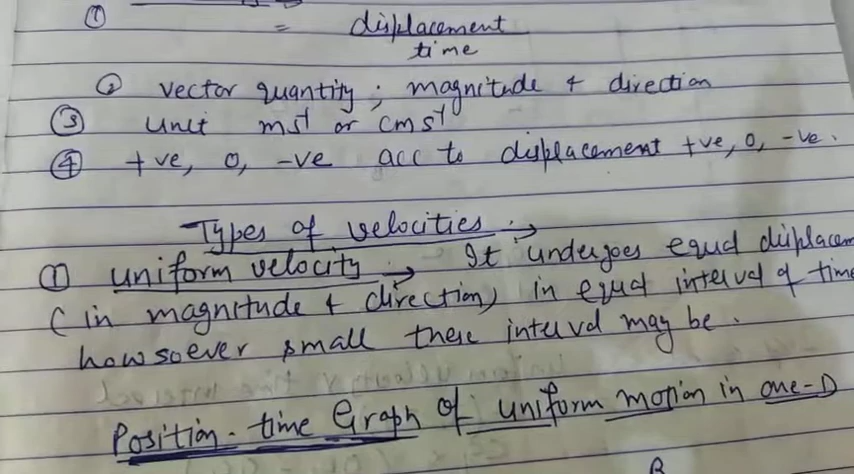 ① = displacement
time
② vector quantity; magnitude + direction
③ unit ms⁻¹ or cms⁻¹
④ +ve, 0, -ve acc to displacement +ve, 0, -ve.
Types of velocities :→
① uniform velocity → It undergoes equal displacem
(in magnitude + direction) in equal interval of time
howsoever small these interval may be.
Position-time Graph of uniform motion in one-D
B